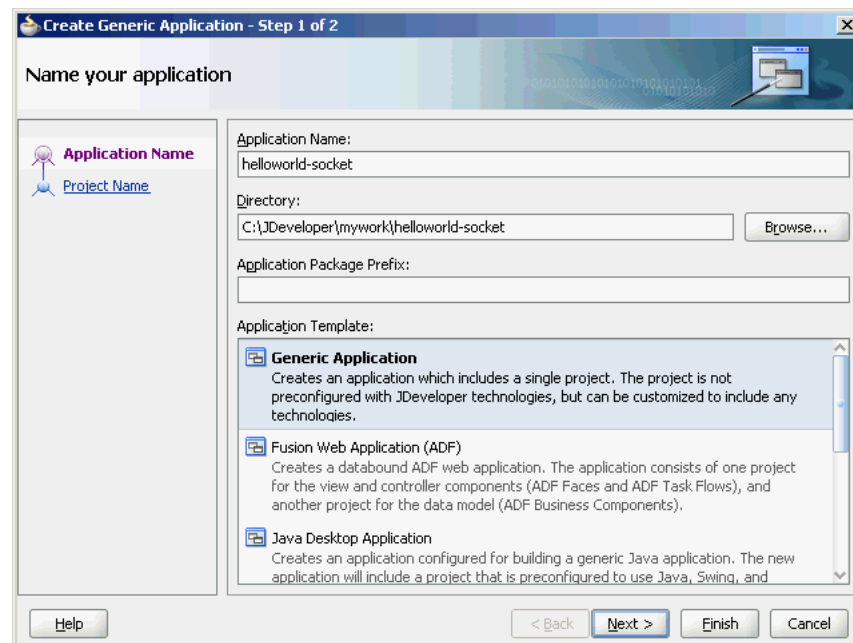 Create Generic Application - Step 1 of 2
Name your application
01010101010101010101010101
01010101010
Application Name
Project Name
Application Name:
helloworld-socket
Directory:
C:\JDeveloper\mywork\helloworld-socket
Browse...
Application Package Prefix:
Application Template:
Generic Application
Creates an application which includes a single project. The project is not
preconfigured with JDeveloper technologies, but can be customized to include any
technologies.
Fusion Web Application (ADF)
Creates a databound ADF web application. The application consists of one project
for the view and controller components (ADF Faces and ADF Task Flows), and
another project for the data model (ADF Business Components).
Java Desktop Application
Creates an application configured for building a generic Java application. The new
application will include a project that is preconfigured to use Java, Swing, and
Help
< Back
Next >
Finish
Cancel